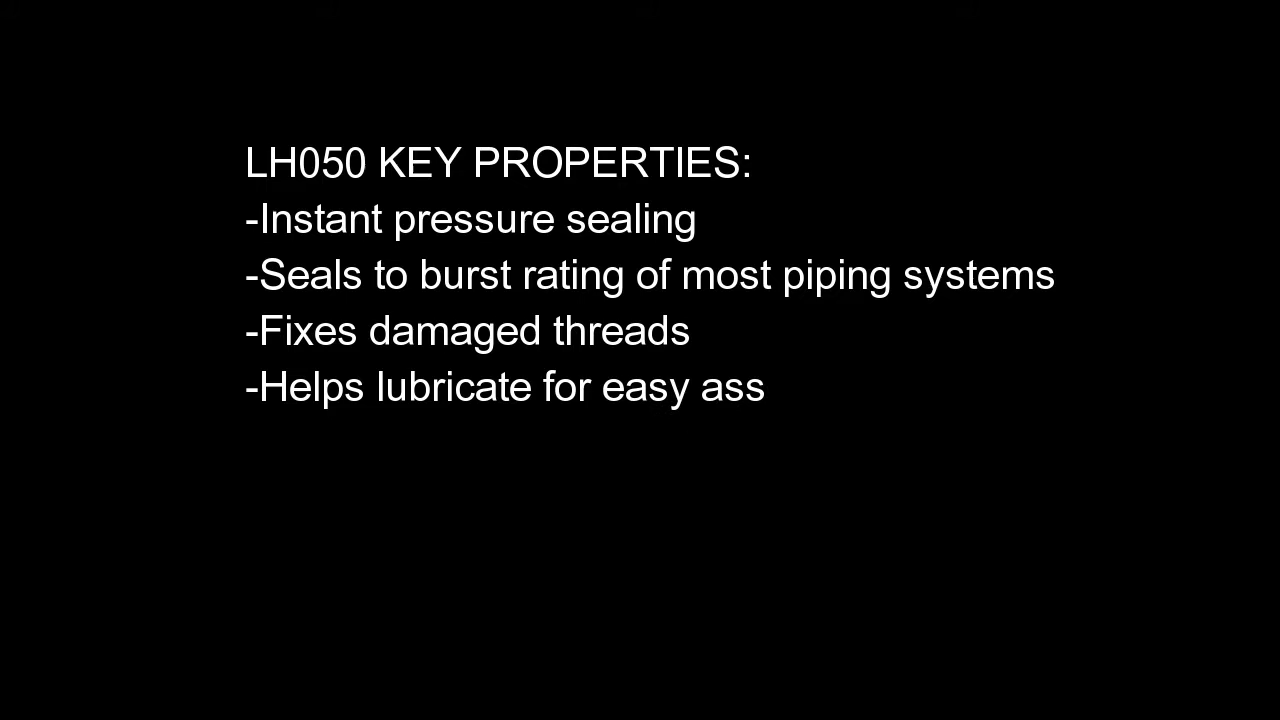 LH050 KEY PROPERTIES:
-Instant pressure sealing
-Seals to burst rating of most piping systems
-Fixes damaged threads
-Helps lubricate for easy ass